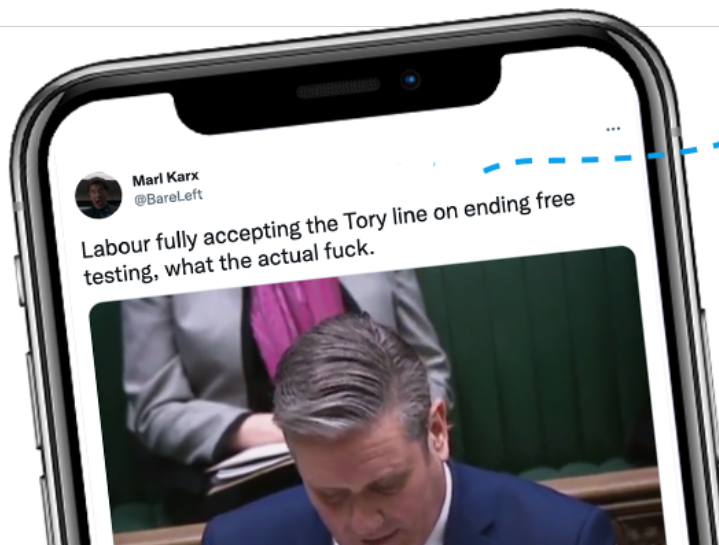 Marl Karx
@BareLeft
Labour fully accepting the Tory line on ending free
testing, what the actual fuck.